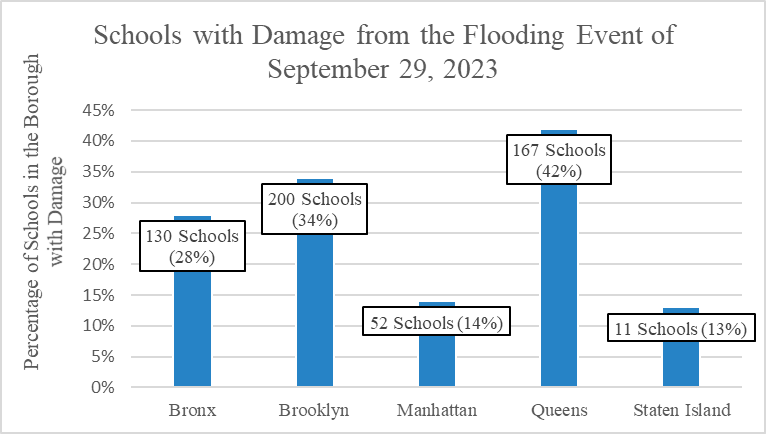 Schools with Damage from the Flooding Event of
September 29, 2023
Percentage of Schools in the Borough
with Damage
45%
40%
35%
30%
25%
20%
15%
10%
5%
0%
130 Schools
(28%)
200 Schools
(34%)
52 Schools (14%)
167 Schools
(42%)
11 Schools (13%)
Bronx
Brooklyn
Manhattan
Queens
Staten Island